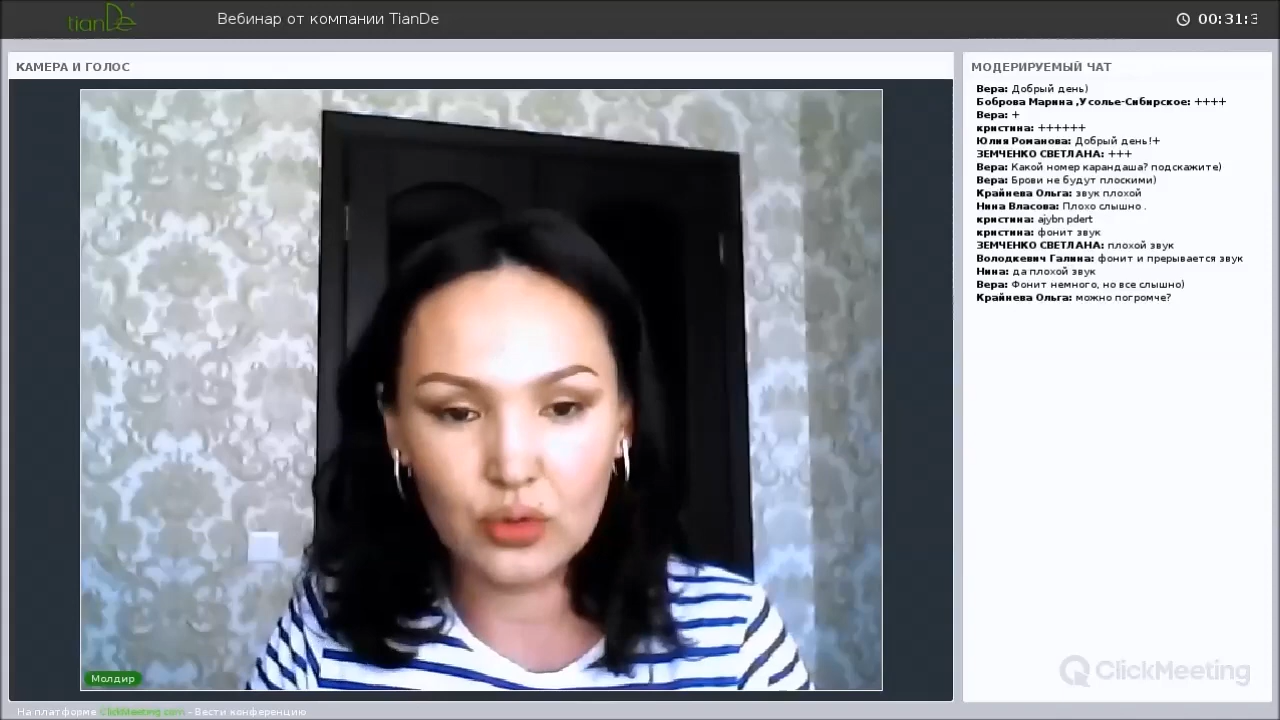 tianDe
Вебинар от компании TianDe
00:31:3
КАМЕРА И ГОЛОС
МОДЕРИРУЕМЫЙ ЧАТ
Вера: Добрый день)
Боброва Марина ,Усолье-Сибирское: ++++
Вера: +
кристина: ++++++
Юлия Романова: Добрый день!+
ЗЕМЧЕНКО СВЕТЛАНА: +++
Вера: Какой номер карандаша? подскажите)
Вера: Брови не будут плоскими)
Крайнева Ольга: звук плохой
Нина Власова: Плохо слышно .
кристина: ajybn pdert
кристина: фонит звук
ЗЕМЧЕНКО СВЕТЛАНА: плохой звук
Володкевич Галина: фонит и прерывается звук
Нина: да плохой звук
Вера: Фонит немного, но все слышно)
Крайнева Ольга: можно погромче?
Молдир
ClickMeeting
На платформе ClickMeeting.com - Вести конференцию